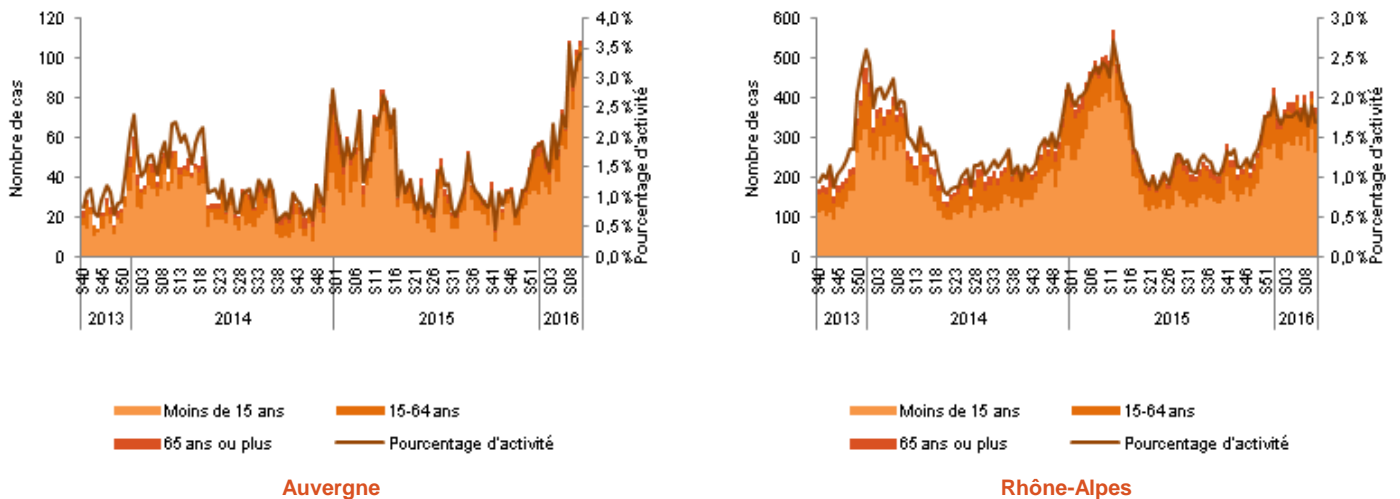 120
100
80
60
40
20
0
Nombre de cas
4,0%
3,5%
3,0%
2,5%
2,0%
1,5%
1,0%
0,5%
0,0%
Pourcentage d'activité
S40
S45
S50
S03
S08
S13
S18
S23
S28
S33
S38
S43
S48
S01
S06
S11
S16
S21
S26
S31
S36
S41
S46
S51
S03
S08
2013
2014
2015
2016
Moins de 15 ans
15-64 ans
65 ans ou plus
Pourcentage d'activité
Auvergne
600
500
400
300
200
100
0
Nombre de cas
3,0%
2,5%
2,0%
1,5%
1,0%
0,5%
0,0%
Pourcentage d'activité
S40
S45
S50
S03
S08
S13
S18
S23
S28
S33
S38
S43
S48
S01
S06
S11
S16
S21
S26
S31
S36
S41
S46
S51
S03
S08
2013
2014
2015
2016
Moins de 15 ans
15-64 ans
65 ans ou plus
Pourcentage d'activité
Rhône-Alpes